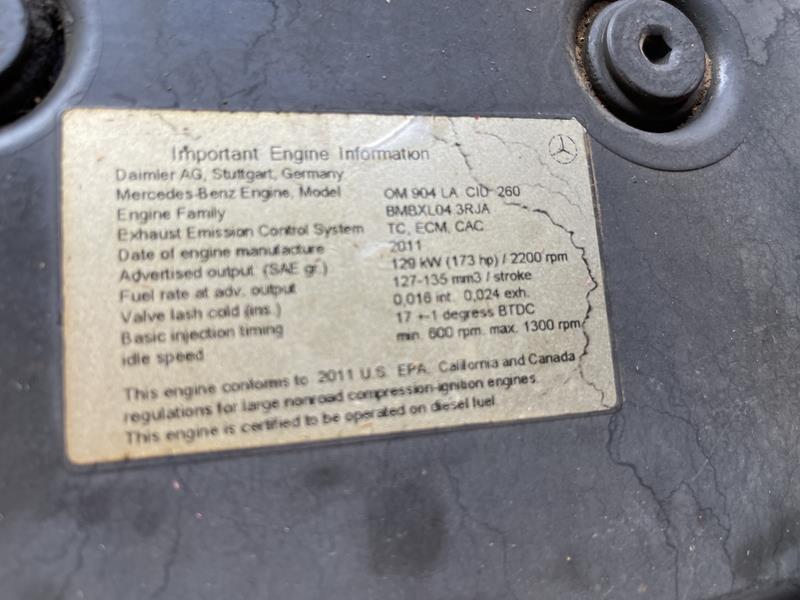 Important Engine Information
Daimler AG, Stuttgart, Germany
Mercedes-Benz Engine, Model OM 904 LA CID 260
Engine Family BMBXL04.3RJA
Exhaust Emission Control System TC, ECM, CAC
Date of engine manufacture 2011
Advertised output (SAE gr.) 129 kW (173 hp) / 2200 rpm
Fuel rate at adv. output 127-135 mm3 / stroke
Valve lash cold (ins.) 0,016 int. 0,024 exh.
Basic injection timing 17 +-1 degress BTDC
idle speed min. 600 rpm. max. 1300 rpm
This engine conforms to 2011 U.S. EPA, California and Canada
regulations for large nonroad compression-ignition engines.
This engine is certified to be operated on diesel fuel